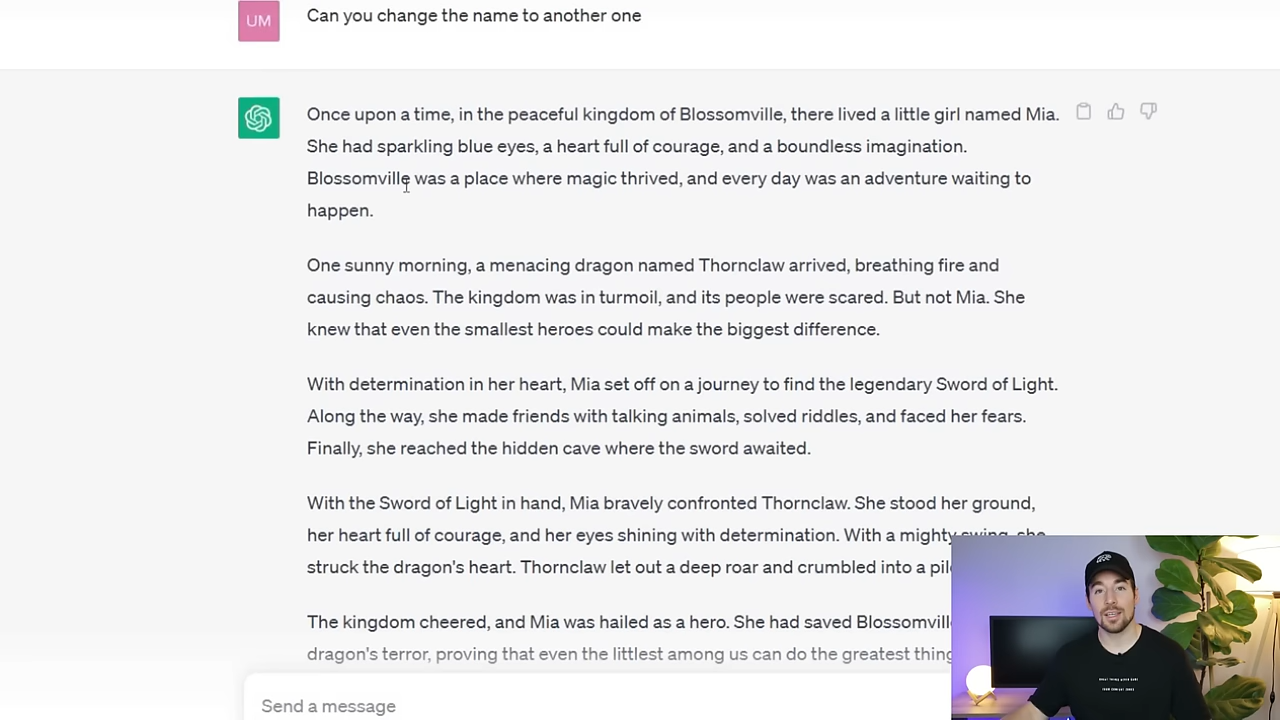 UM
Can you change the name to another one
Once upon a time, in the peaceful kingdom of Blossomville, there lived a little girl named Mia.
She had sparkling blue eyes, a heart full of courage, and a boundless imagination.
Blossomville was a place where magic thrived, and every day was an adventure waiting to
happen.
One sunny morning, a menacing dragon named Thornclaw arrived, breathing fire and
causing chaos. The kingdom was in turmoil, and its people were scared. But not Mia. She
knew that even the smallest heroes could make the biggest difference.
With determination in her heart, Mia set off on a journey to find the legendary Sword of Light.
Along the way, she made friends with talking animals, solved riddles, and faced her fears.
Finally, she reached the hidden cave where the sword awaited.
With the Sword of Light in hand, Mia bravely confronted Thornclaw. She stood her ground,
her heart full of courage, and her eyes shining with determination. With a mighty swing, she
struck the dragon's heart. Thornclaw let out a deep roar and crumbled into a
The kingdom cheered, and Mia was hailed as a hero. She had saved
dragon's terror, proving that even the littlest among us can do the greatest
Send a message